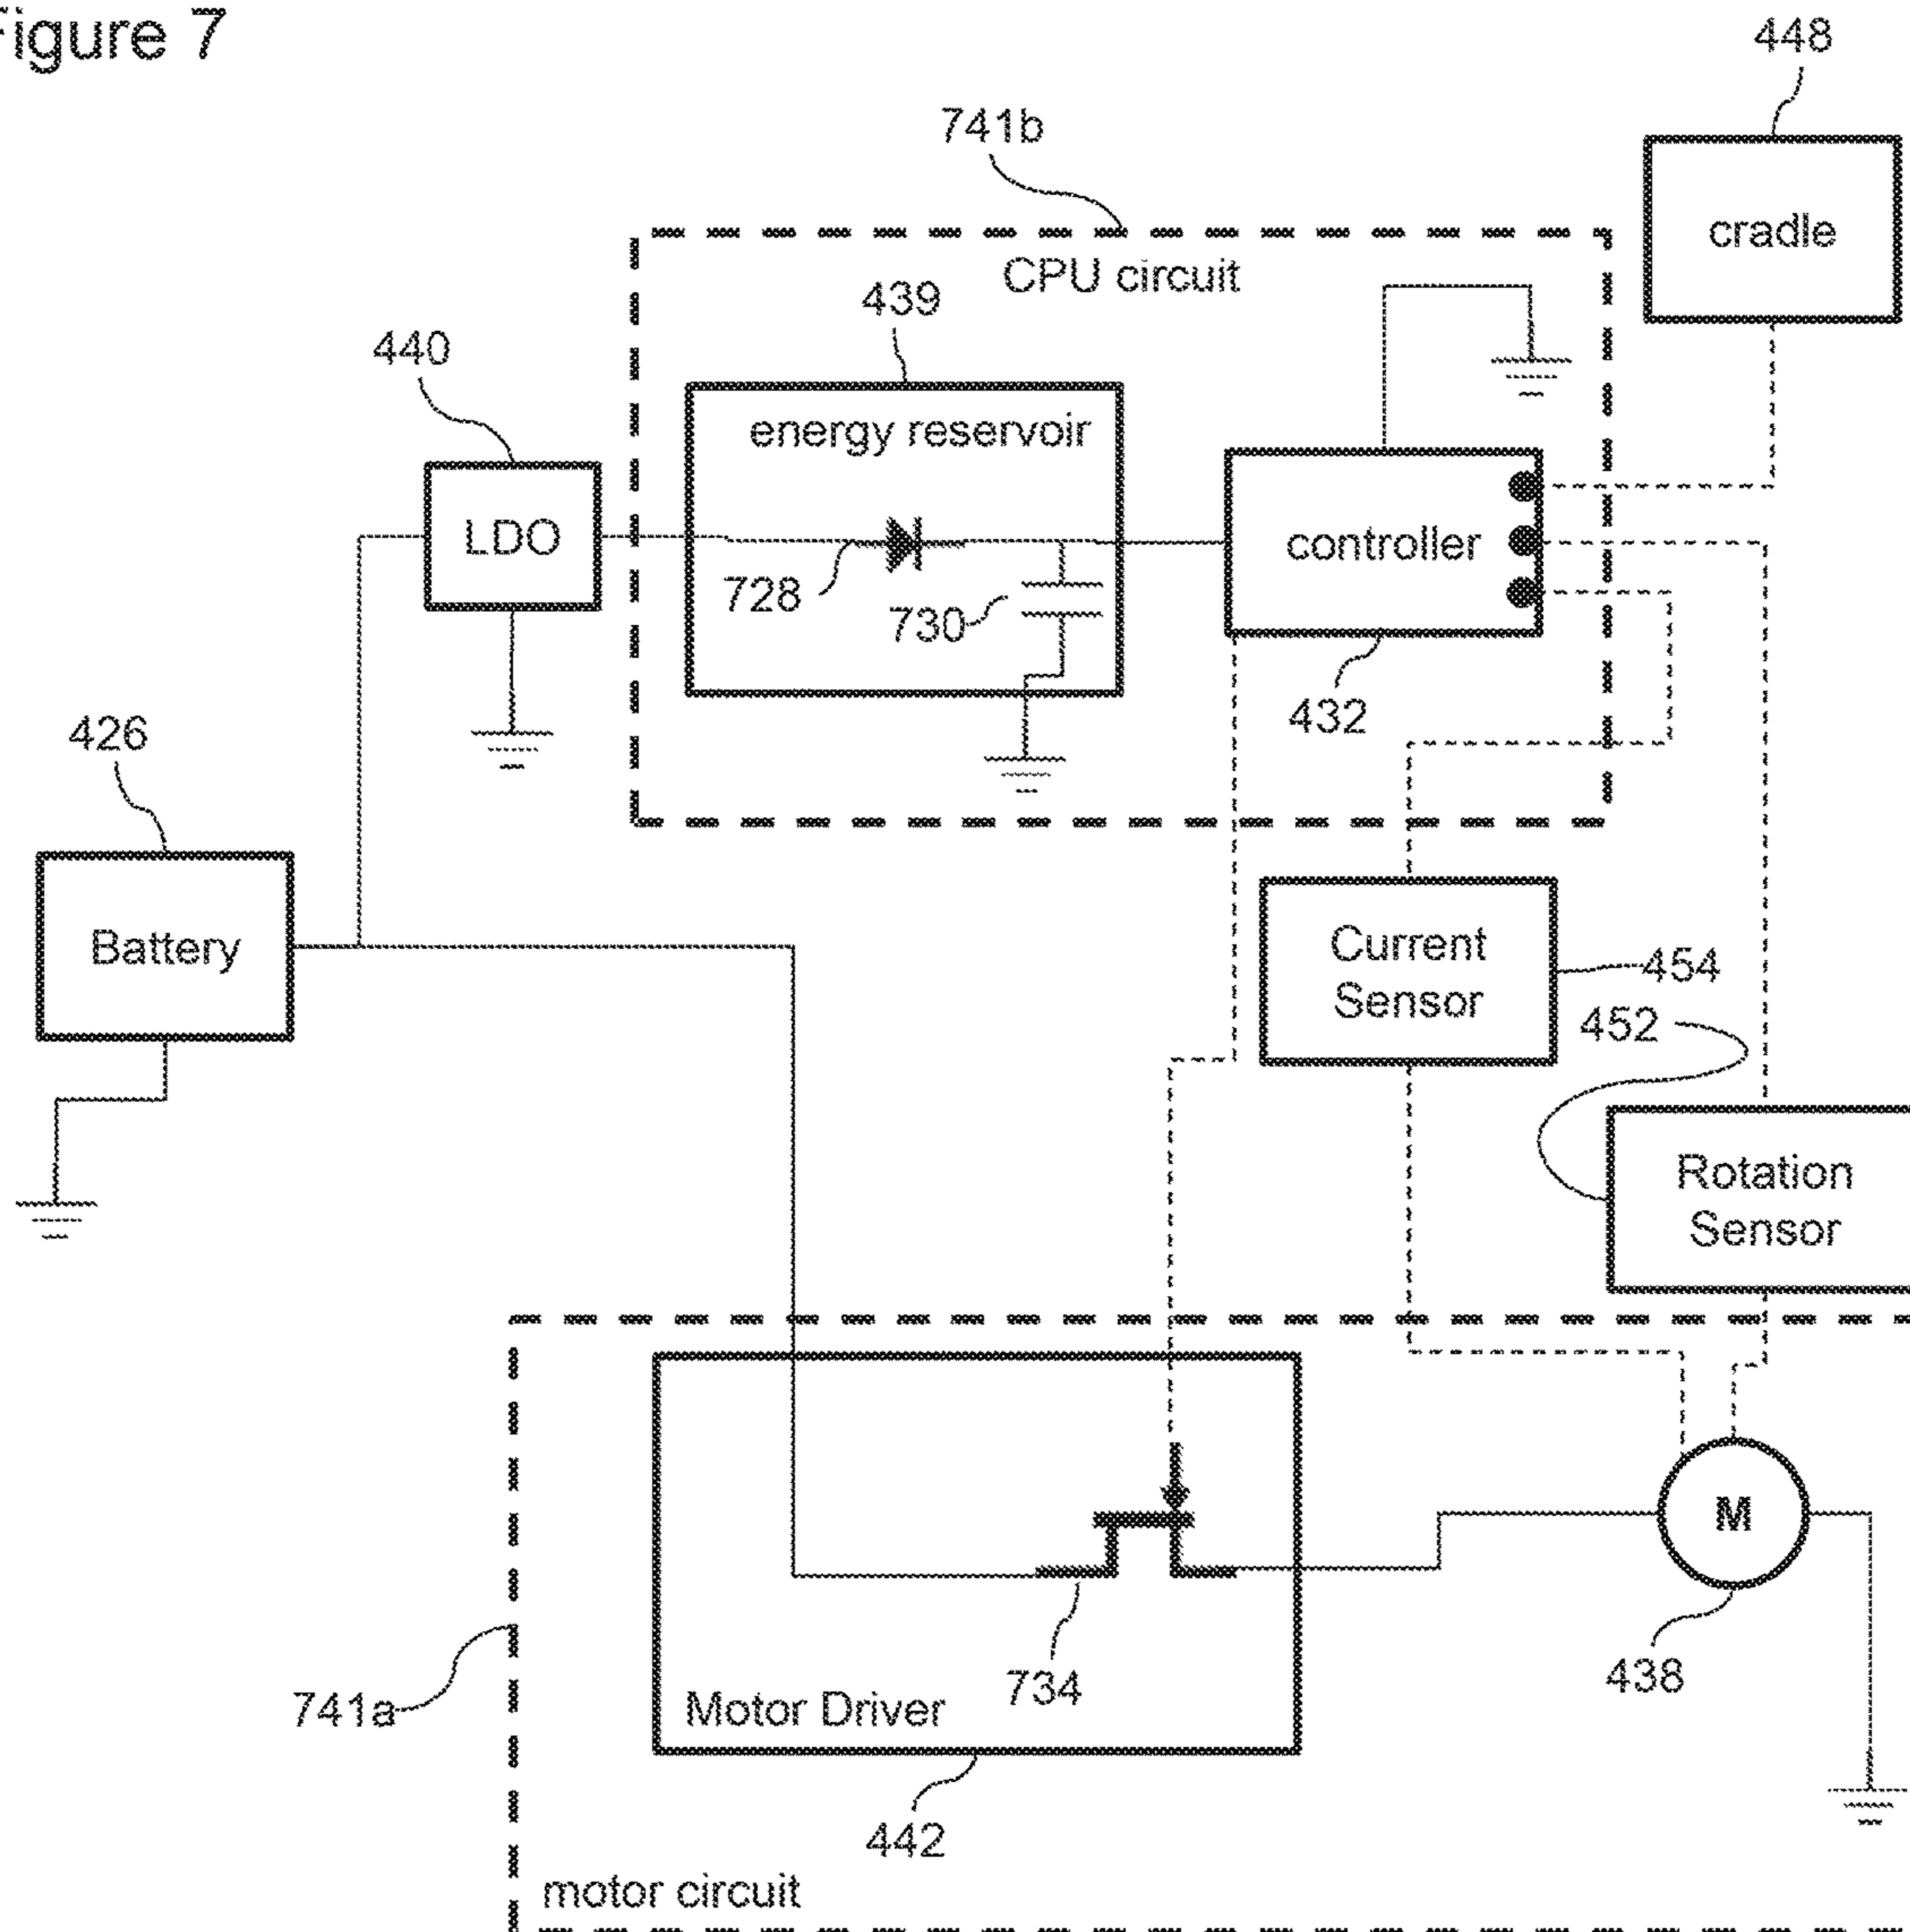 Figure 7
448
741b
cradle
CPU circuit
439
440
energy reservoir
LDO
controller
728
730
432
426
Battery
Current
Sensor
454
452
Rotation
Sensor
M
734
438
741a
Motor Driver
442
motor circuit